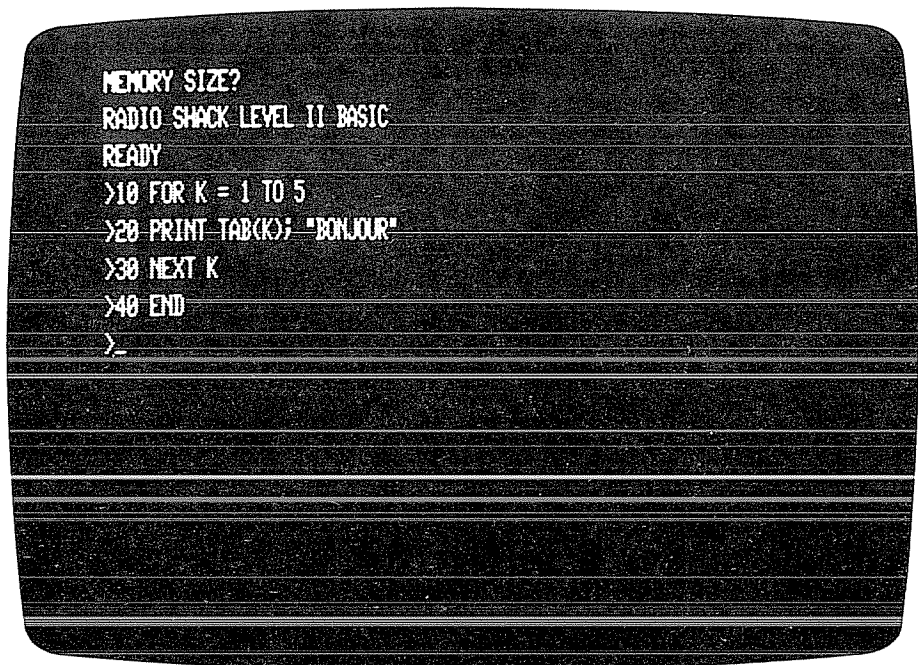 MEMORY SIZE?
RADIO SHACK LEVEL II BASIC
READY
>10 FOR K = 1 TO 5
>20 PRINT TAB(K); "BONJOUR"
>30 NEXT K
>40 END
>_